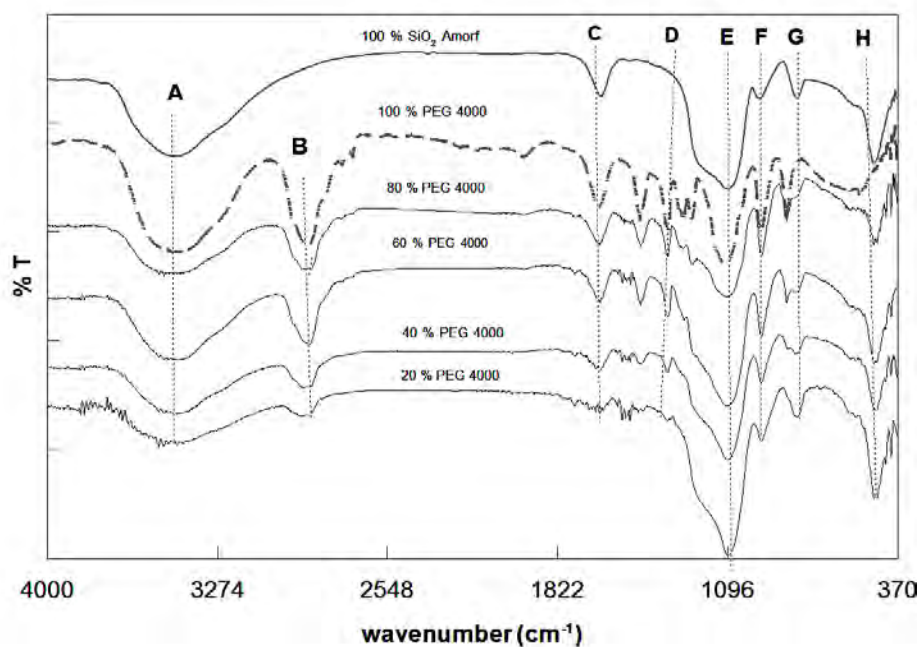 100 % SiO₂ Amorf
C
D
E
F
G
H
A
100 % PEG 4000
B
80 % PEG 4000
60 % PEG 4000
40 % PEG 4000
20 % PEG 4000
% T
4000 3274 2548 1822 1096 370
wavenumber (cm⁻¹)